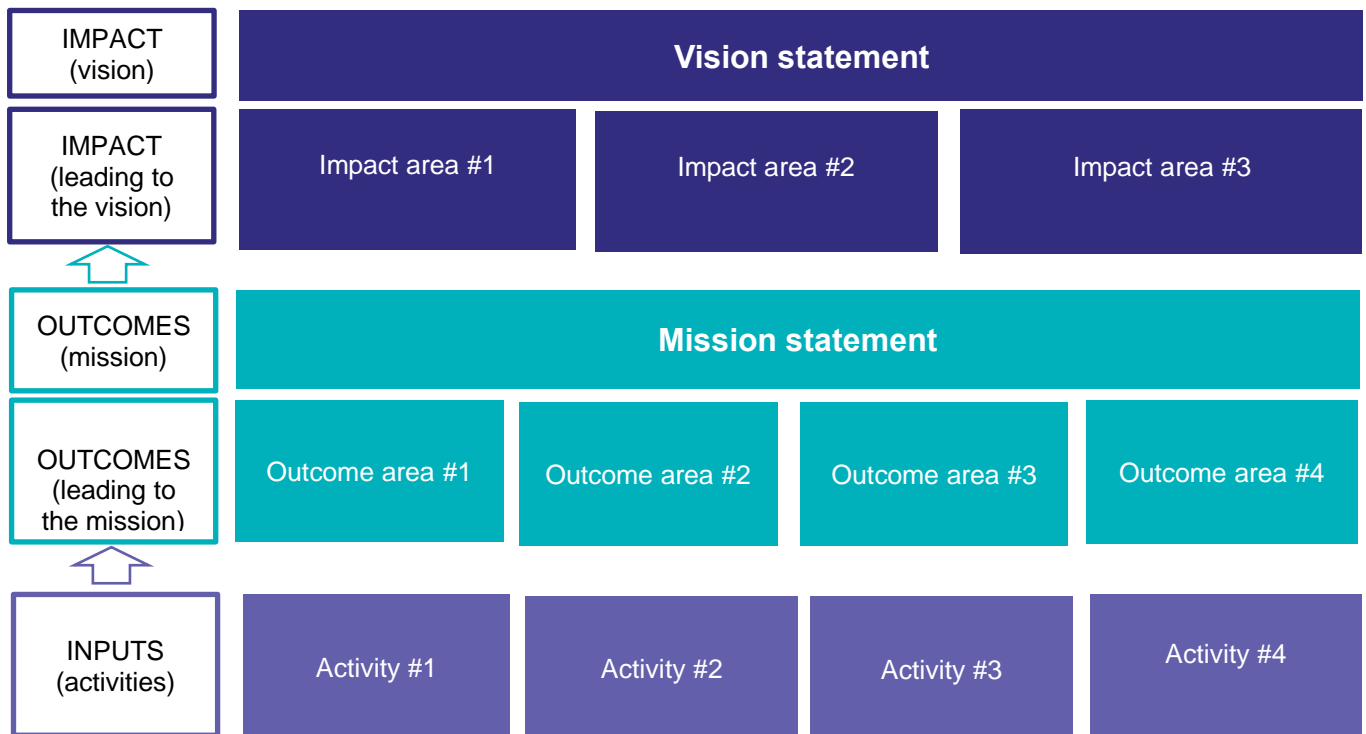 IMPACT
(vision)
Vision statement
IMPACT
(leading to
the vision)
Impact area #1
Impact area #2
Impact area #3
OUTCOMES
(mission)
Mission statement
OUTCOMES
(leading to
the mission)
Outcome area #1
Outcome area #2
Outcome area #3
Outcome area #4
INPUTS
(activities)
Activity #1
Activity #2
Activity #3
Activity #4